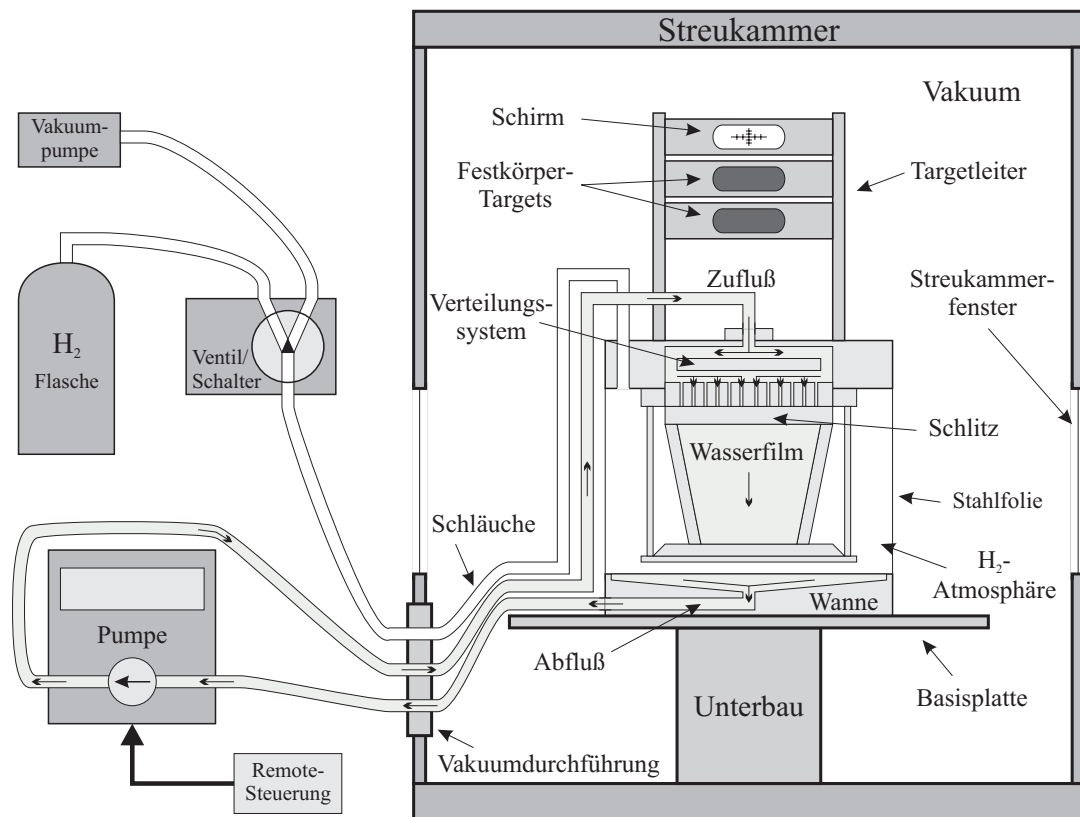 Streukammer
Vakuum
Vakuum-
pumpe
Schirm
Festkörper-
Targets
Targetleiter
Zufluß
Verteilungs-
system
Streukammer-
fenster
H₂
Flasche
Ventil/
Schalter
Schlitz
Wasserfilm
Stahlfolie
Schläuche
H₂-
Atmosphäre
Wanne
Pumpe
Abfluß
Basisplatte
Unterbau
Vakuumdurchführung
Remote-
Steuerung